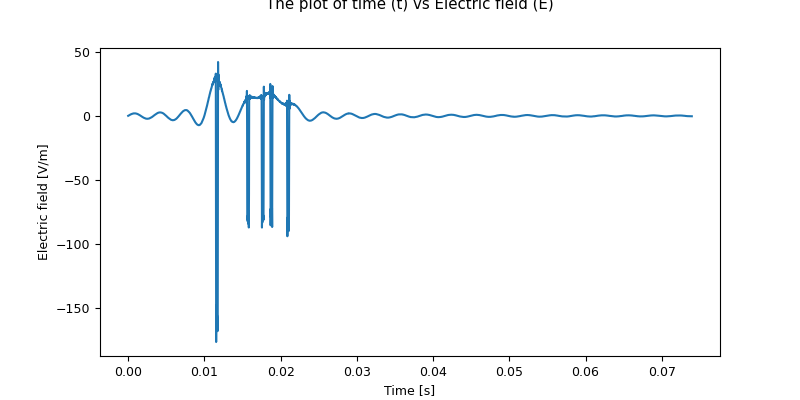 The plot of time (t) vs Electric field (E)
50
0
−50
−100
−150
Electric field [V/m]
0.00 0.01 0.02 0.03 0.04 0.05 0.06 0.07
Time [s]